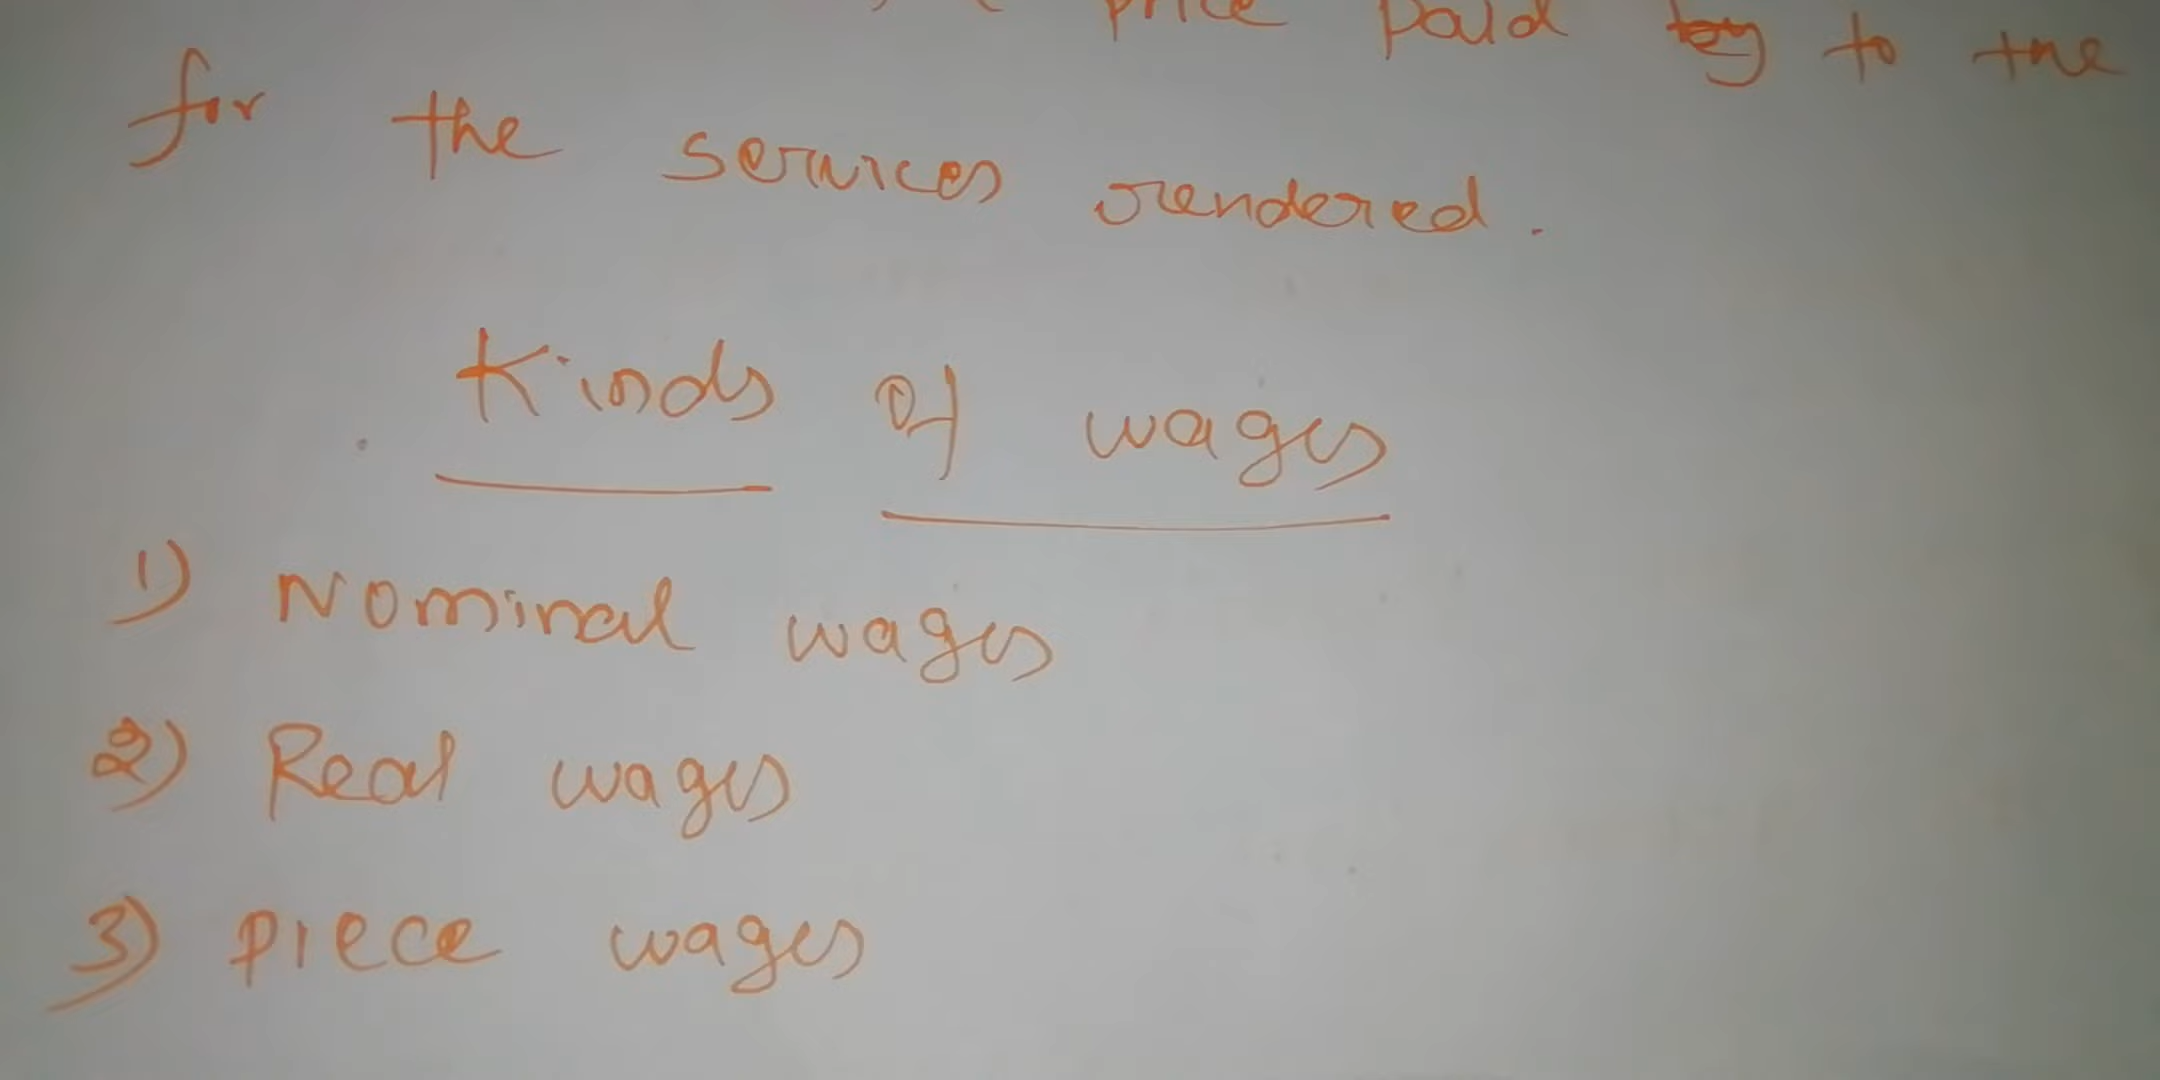 price paid to the
for the services rendered.
Kinds of wages
1) Nominal wages
2) Real wages
3) Piece wages